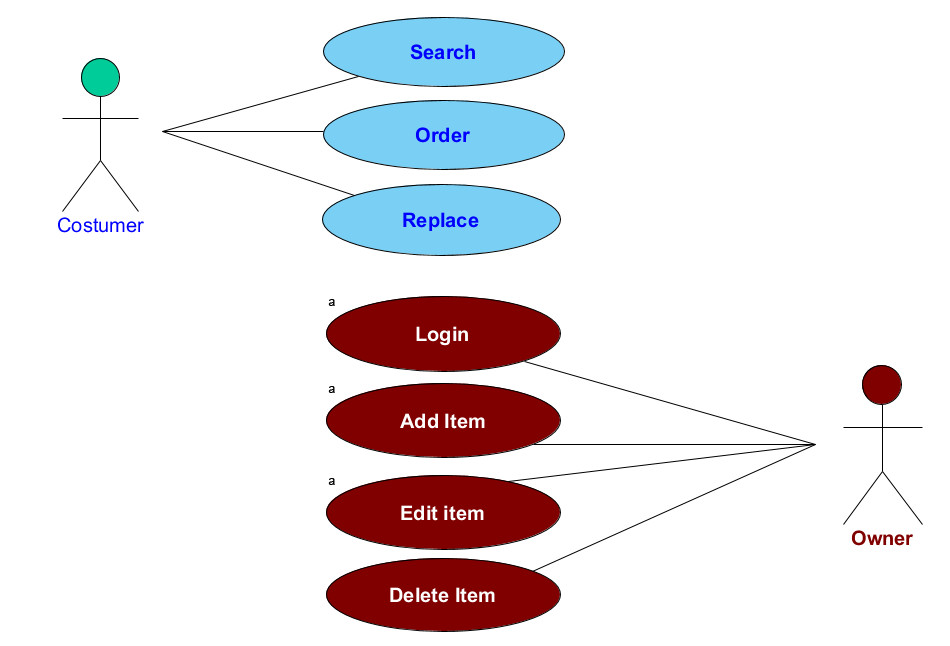 Search
Order
Replace
Costumer
a
Login
a
Add Item
a
Edit item
Delete Item
Owner